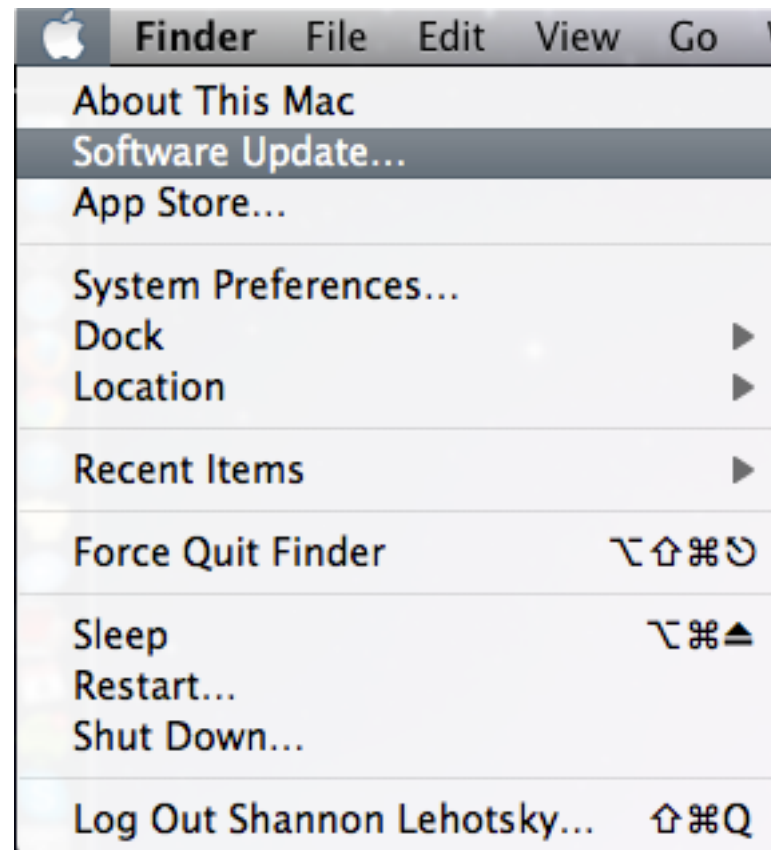 Finder File Edit View Go
About This Mac
Software Update...
App Store...
System Preferences...
Dock
Location
Recent Items
Force Quit Finder ⌥⇧⌘⎋
Sleep ⌥⌘⏏
Restart...
Shut Down...
Log Out Shannon Lehotsky... ⇧⌘Q